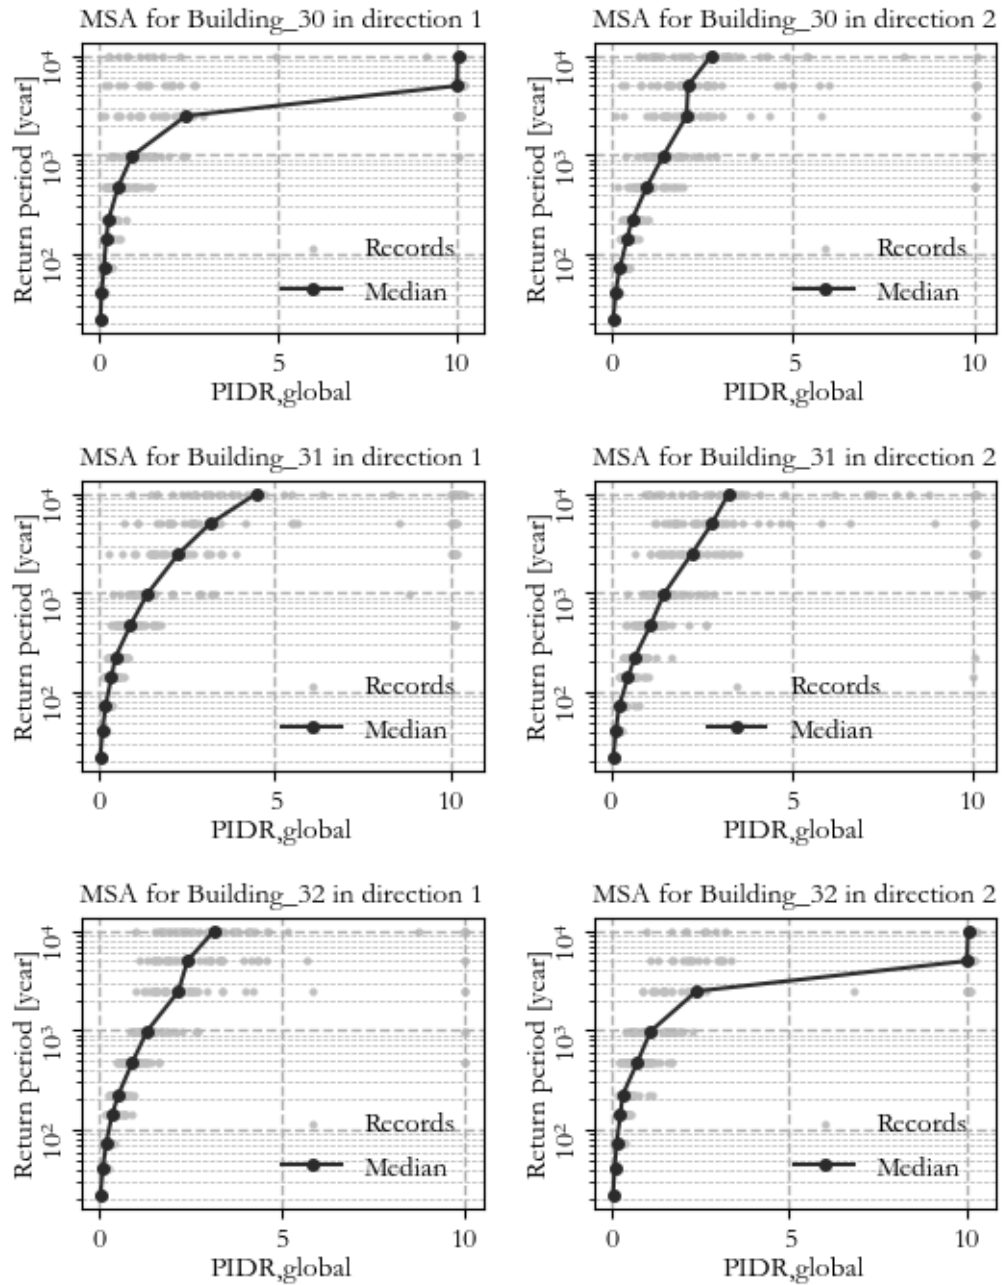 MSA for Building_30 in direction 1
10⁴
10³
10²
Return period [year]
Records
Median
0 5 10
PIDR,global
MSA for Building_30 in direction 2
10⁴
10³
10²
Return period [year]
Records
Median
0 5 10
PIDR,global
MSA for Building_31 in direction 1
10⁴
10³
10²
Return period [year]
Records
Median
0 5 10
PIDR,global
MSA for Building_31 in direction 2
10⁴
10³
10²
Return period [year]
Records
Median
0 5 10
PIDR,global
MSA for Building_32 in direction 1
10⁴
10³
10²
Return period [year]
Records
Median
0 5 10
PIDR,global
MSA for Building_32 in direction 2
10⁴
10³
10²
Return period [year]
Records
Median
0 5 10
PIDR,global